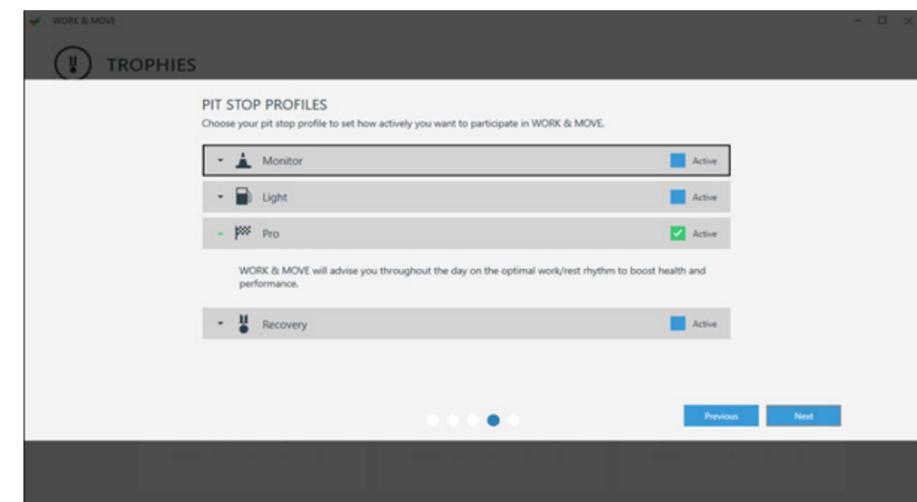 WORK & MOVE
TROPHIES
PIT STOP PROFILES
Choose your pit stop profile to set how actively you want to participate in WORK & MOVE.
Monitor Active
Light Active
Pro Active
WORK & MOVE will advise you throughout the day on the optimal work/rest rhythm to boost health and
performance.
Recovery Active
Previous Next